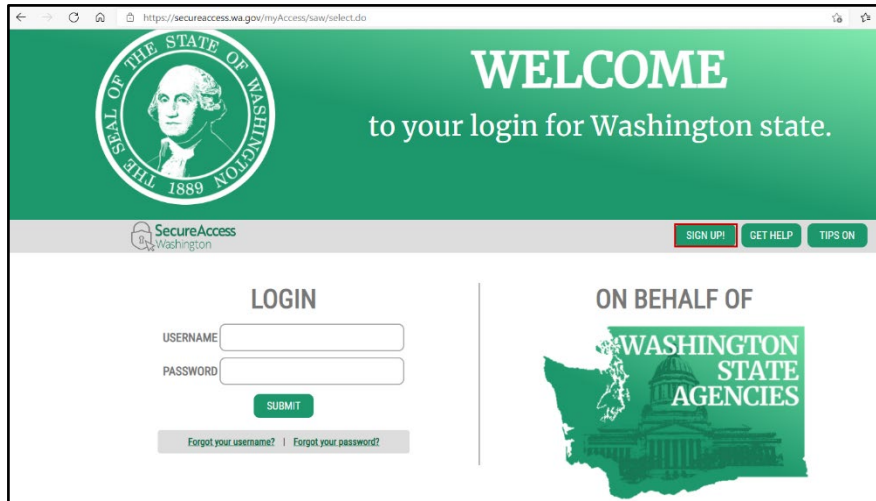 https://secureaccess.wa.gov/myAccess/saw/select.do
THE SEAL OF THE STATE OF WASHINGTON
1889
WELCOME
to your login for Washington state.
SecureAccess
Washington
SIGN UP!
GET HELP
TIPS ON
LOGIN
USERNAME
PASSWORD
SUBMIT
Forgot your username? | Forgot your password?
ON BEHALF OF
WASHINGTON
STATE
AGENCIES